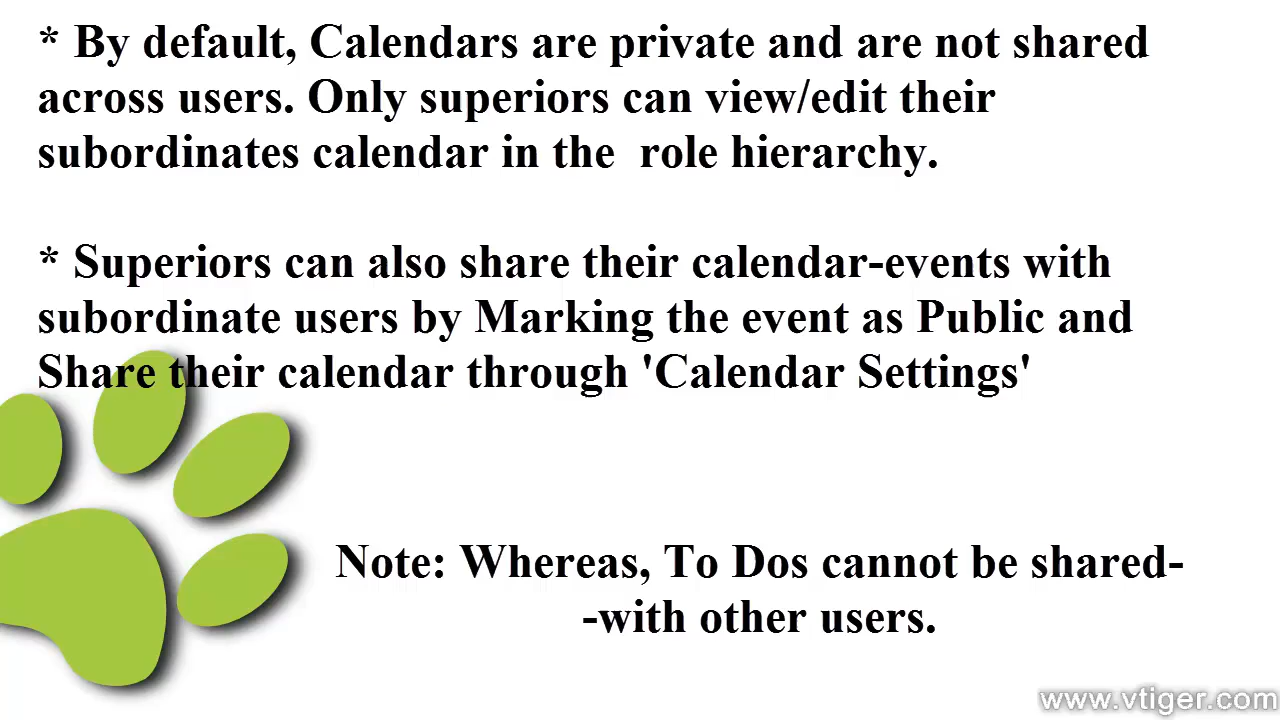 * By default, Calendars are private and are not shared
across users. Only superiors can view/edit their
subordinates calendar in the  role hierarchy.
* Superiors can also share their calendar-events with
subordinate users by Marking the event as Public and
Share their calendar through 'Calendar Settings'
Note: Whereas, To Dos cannot be shared-
-with other users.
www.vtiger.com